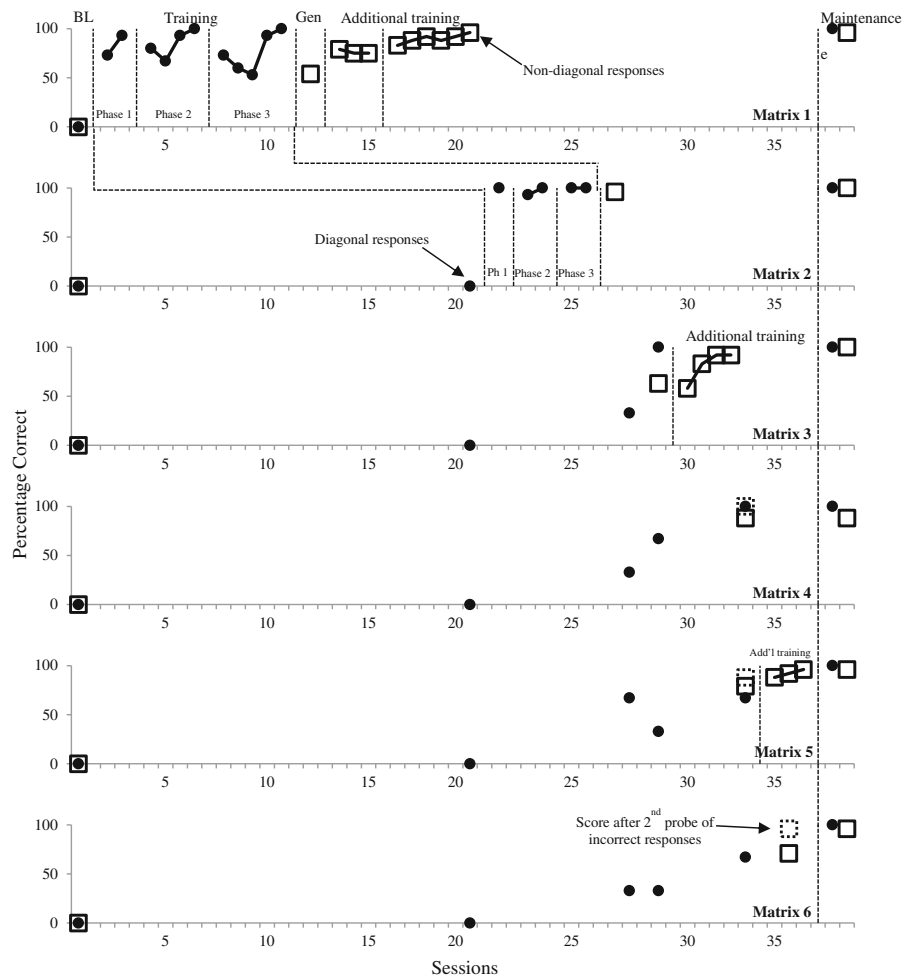 BL Training Gen Additional training Maintenance
e
100
Non-diagonal responses
50
Phase 1 Phase 2 Phase 3 Matrix 1
0
5 10 15 20 25 30 35
100
Diagonal responses
50
Ph 1 Phase 2 Phase 3
0 Matrix 2
5 10 15 20 25 30 35
Additional training
100
50
0 Matrix 3
5 10 15 20 25 30 35
100
50
0 Matrix 4
5 10 15 20 25 30 35
Add'l training
100
50
0 Matrix 5
5 10 15 20 25 30 35
100
Score after 2nd probe of
incorrect responses
50
0 Matrix 6
5 10 15 20 25 30 35
Percentage Correct
Sessions